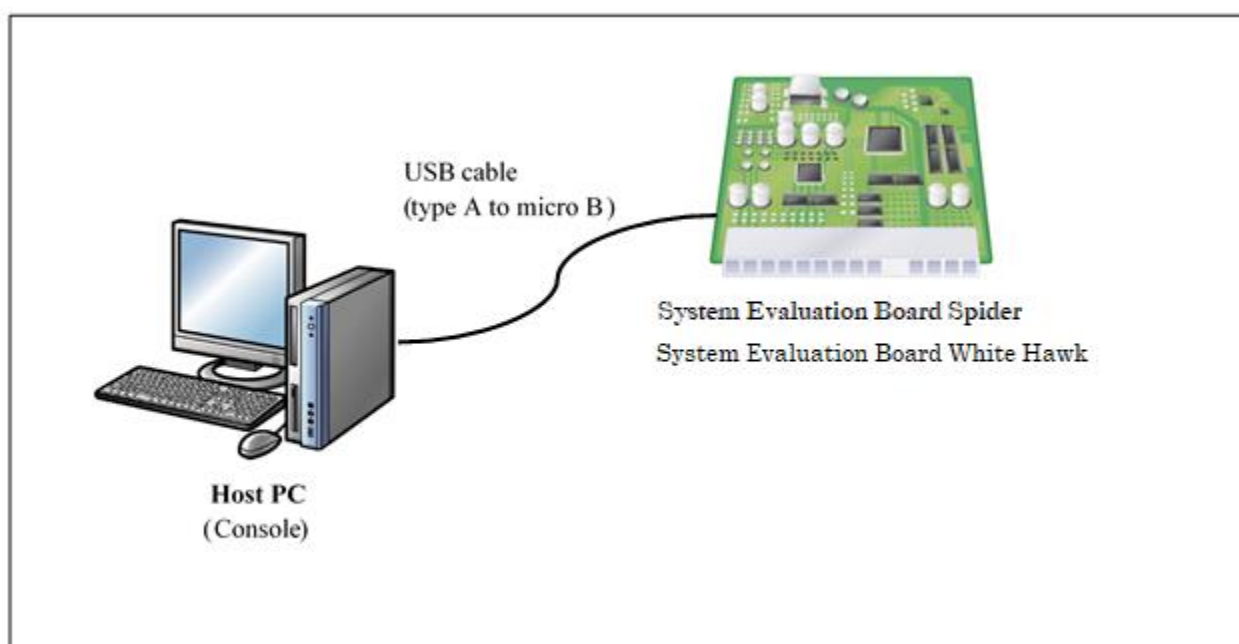 USB cable
(type A to micro B)
System Evaluation Board Spider
System Evaluation Board White Hawk
Host PC
(Console)